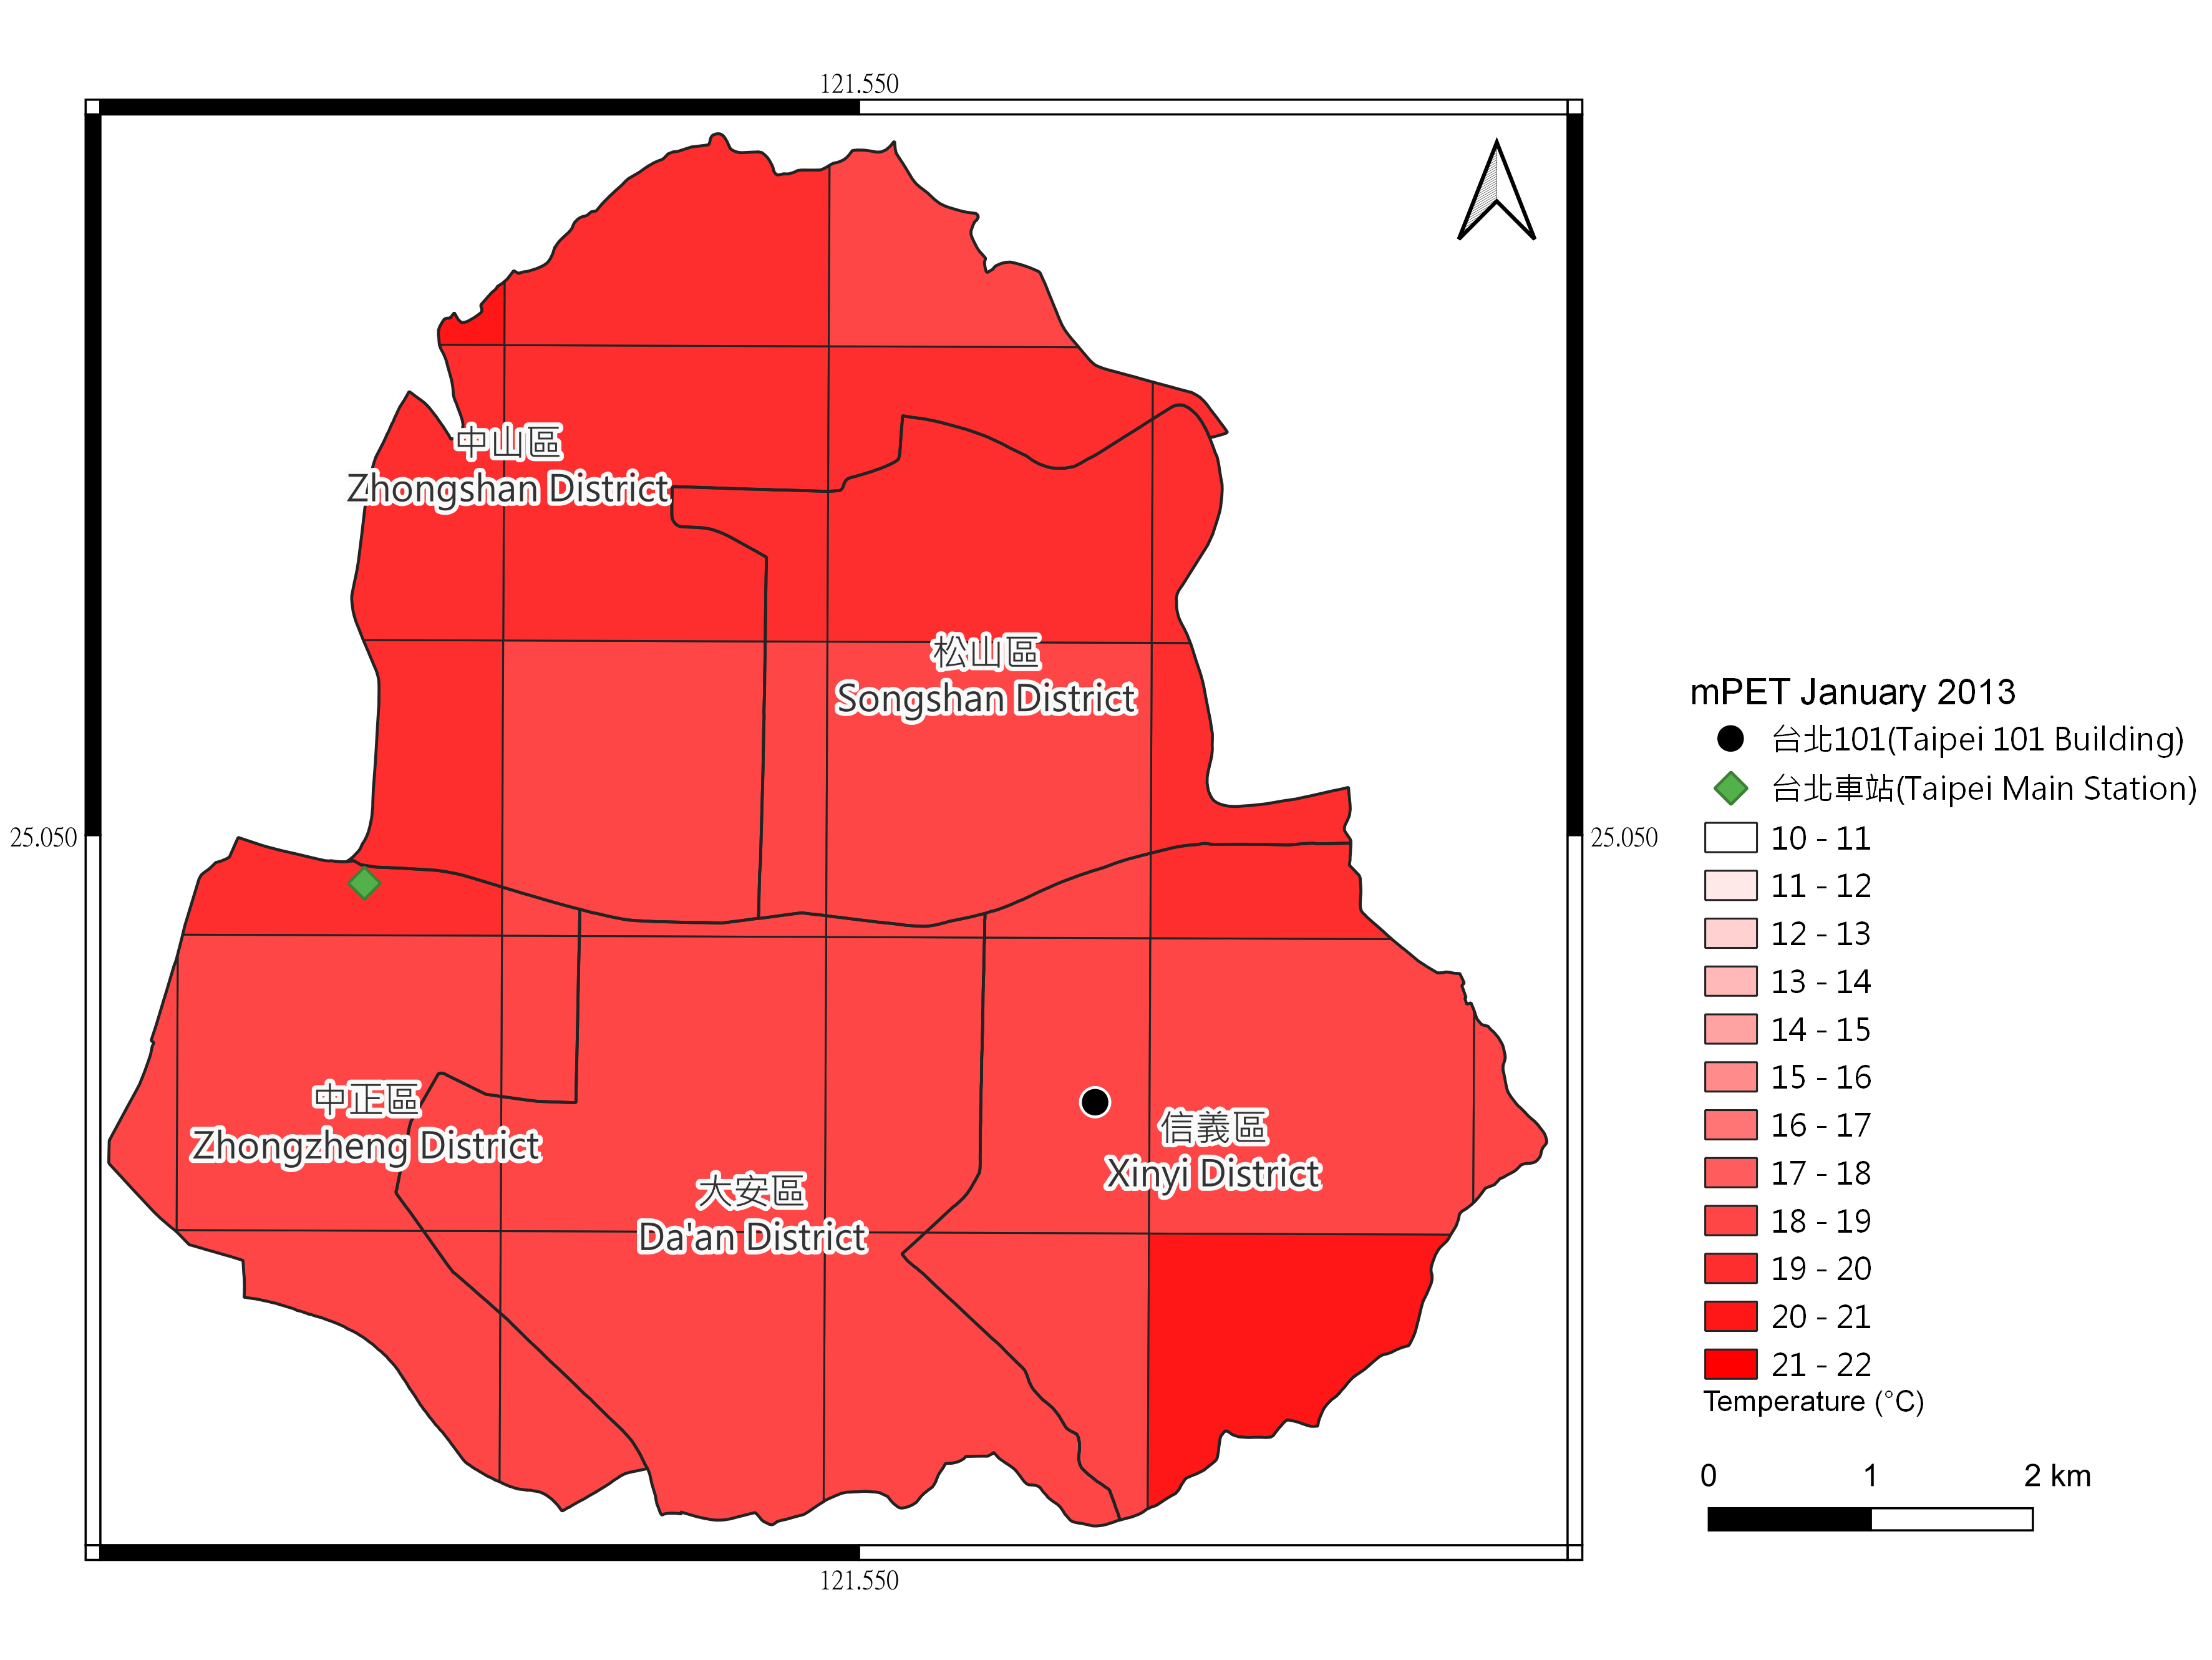 121.550
中山區
Zhongshan District
松山區
Songshan District
25.050
25.050
中正區
Zhongzheng District
大安區
Da'an District
信義區
Xinyi District
121.550
mPET January 2013
台北101(Taipei 101 Building)
台北車站(Taipei Main Station)
10 - 11
11 - 12
12 - 13
13 - 14
14 - 15
15 - 16
16 - 17
17 - 18
18 - 19
19 - 20
20 - 21
21 - 22
Temperature (°C)
0 1 2 km